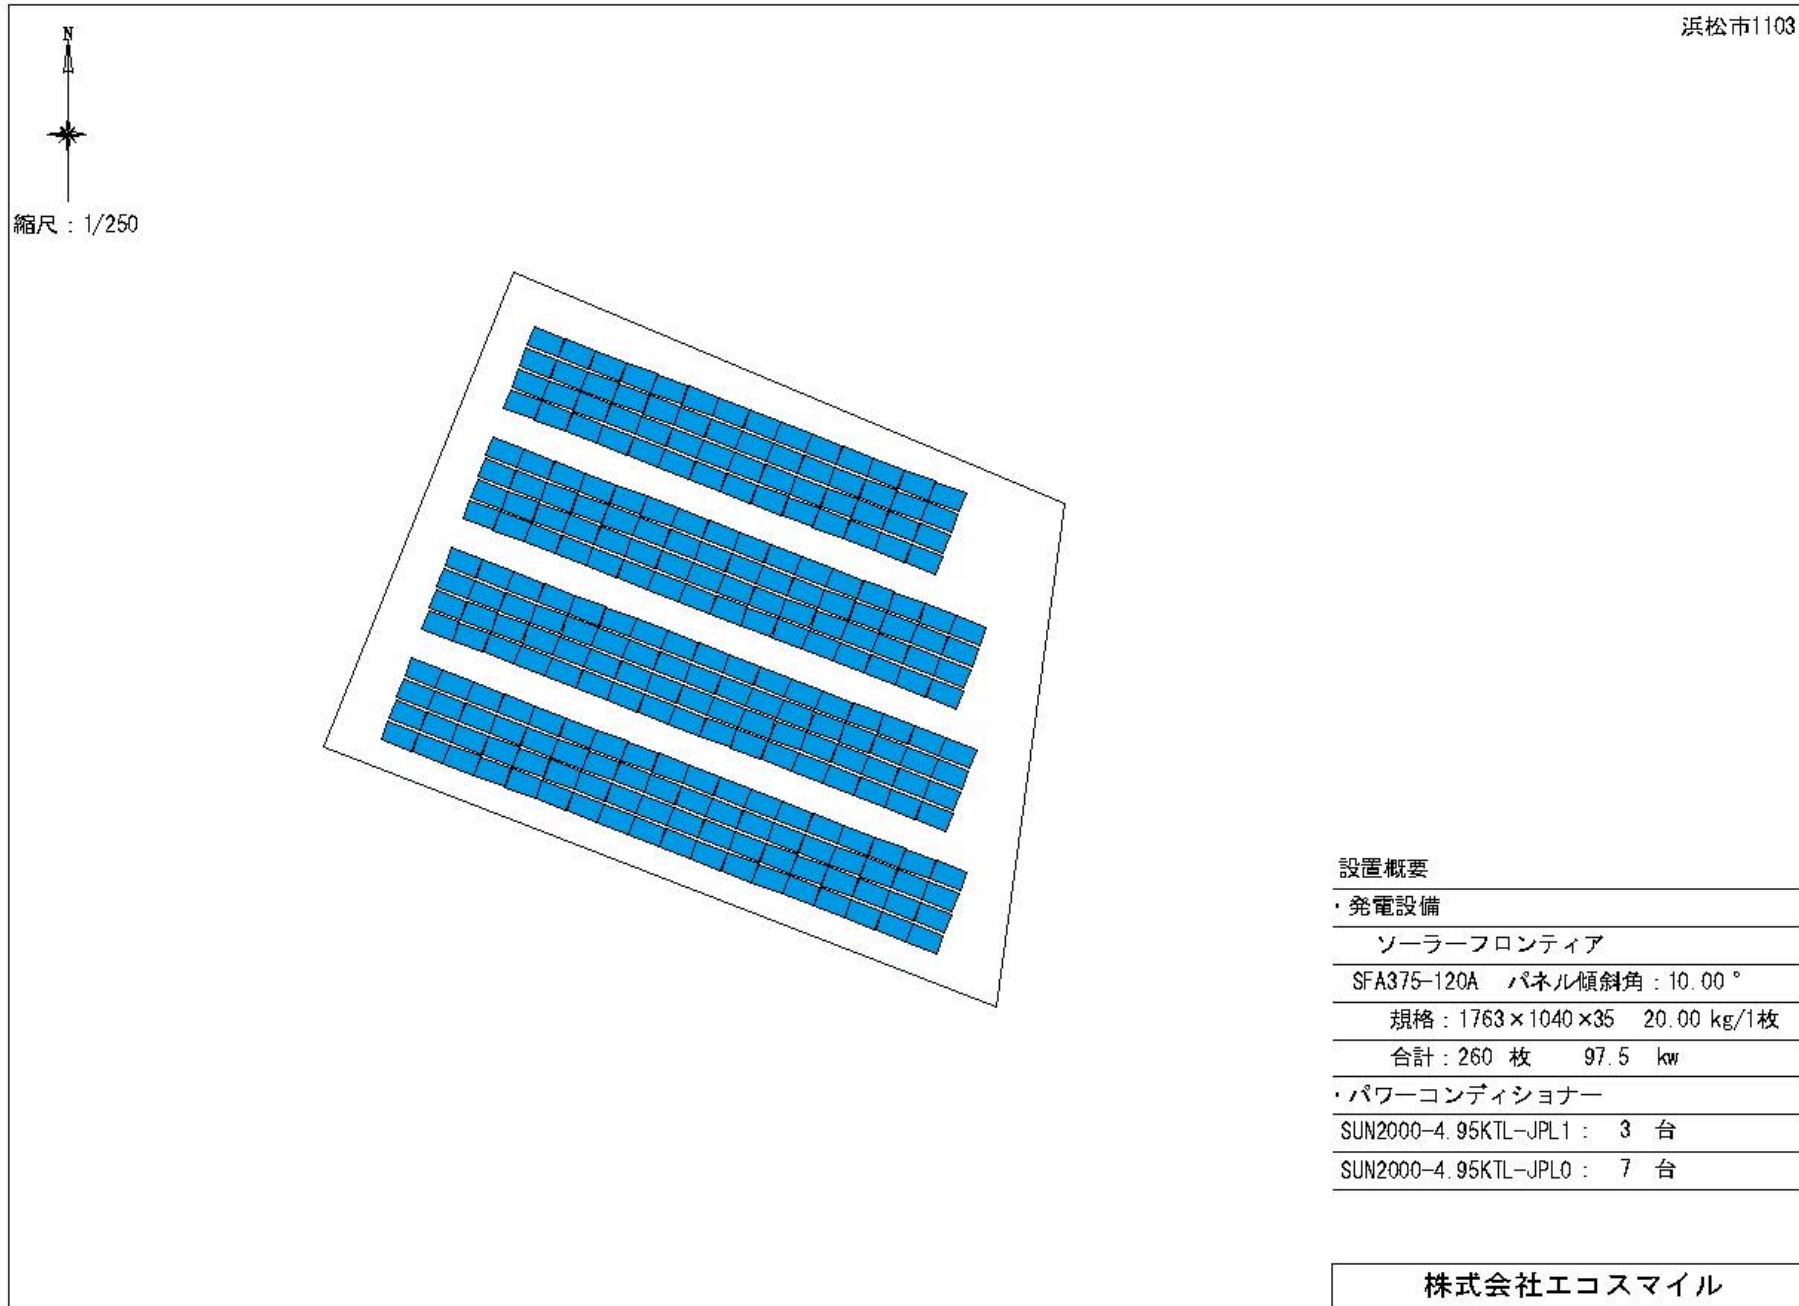 浜松市1103
N
縮尺：1/250
設置概要
・発電設備
ソーラーフロンティア
SFA375-120A パネル傾斜角：10.00°
規格：1763×1040×35 20.00 kg/1枚
合計：260 枚 97.5 kw
・パワーコンディショナー
SUN2000-4.95KTL-JPL1： 3 台
SUN2000-4.95KTL-JPL0： 7 台
株式会社エコスマイル